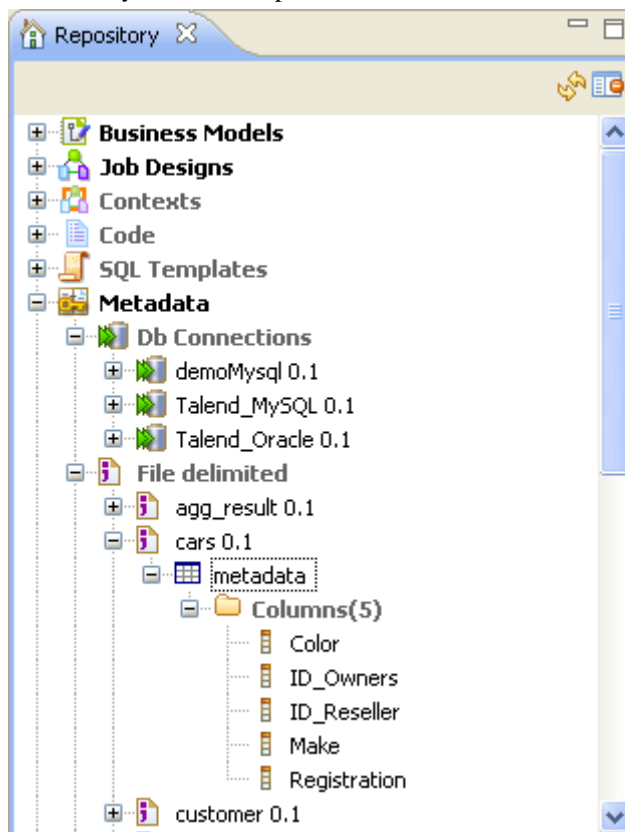 Repository
Business Models
Job Designs
Contexts
Code
SQL Templates
Metadata
Db Connections
demoMysql 0.1
Talend_MySQL 0.1
Talend_Oracle 0.1
File delimited
agg_result 0.1
cars 0.1
metadata
Columns(5)
Color
ID_Owners
ID_Reseller
Make
Registration
customer 0.1